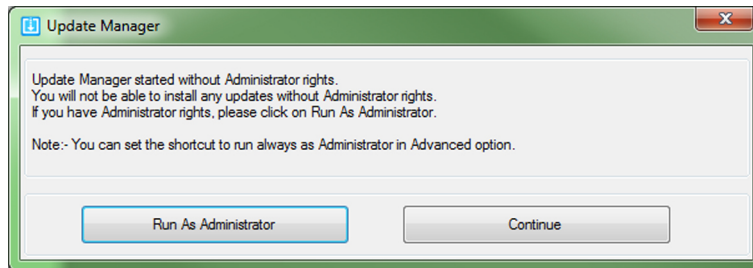 Update Manager
Update Manager started without Administrator rights.
You will not be able to install any updates without Administrator rights.
If you have Administrator rights, please click on Run As Administrator.
Note:- You can set the shortcut to run always as Administrator in Advanced option.
Run As Administrator
Continue